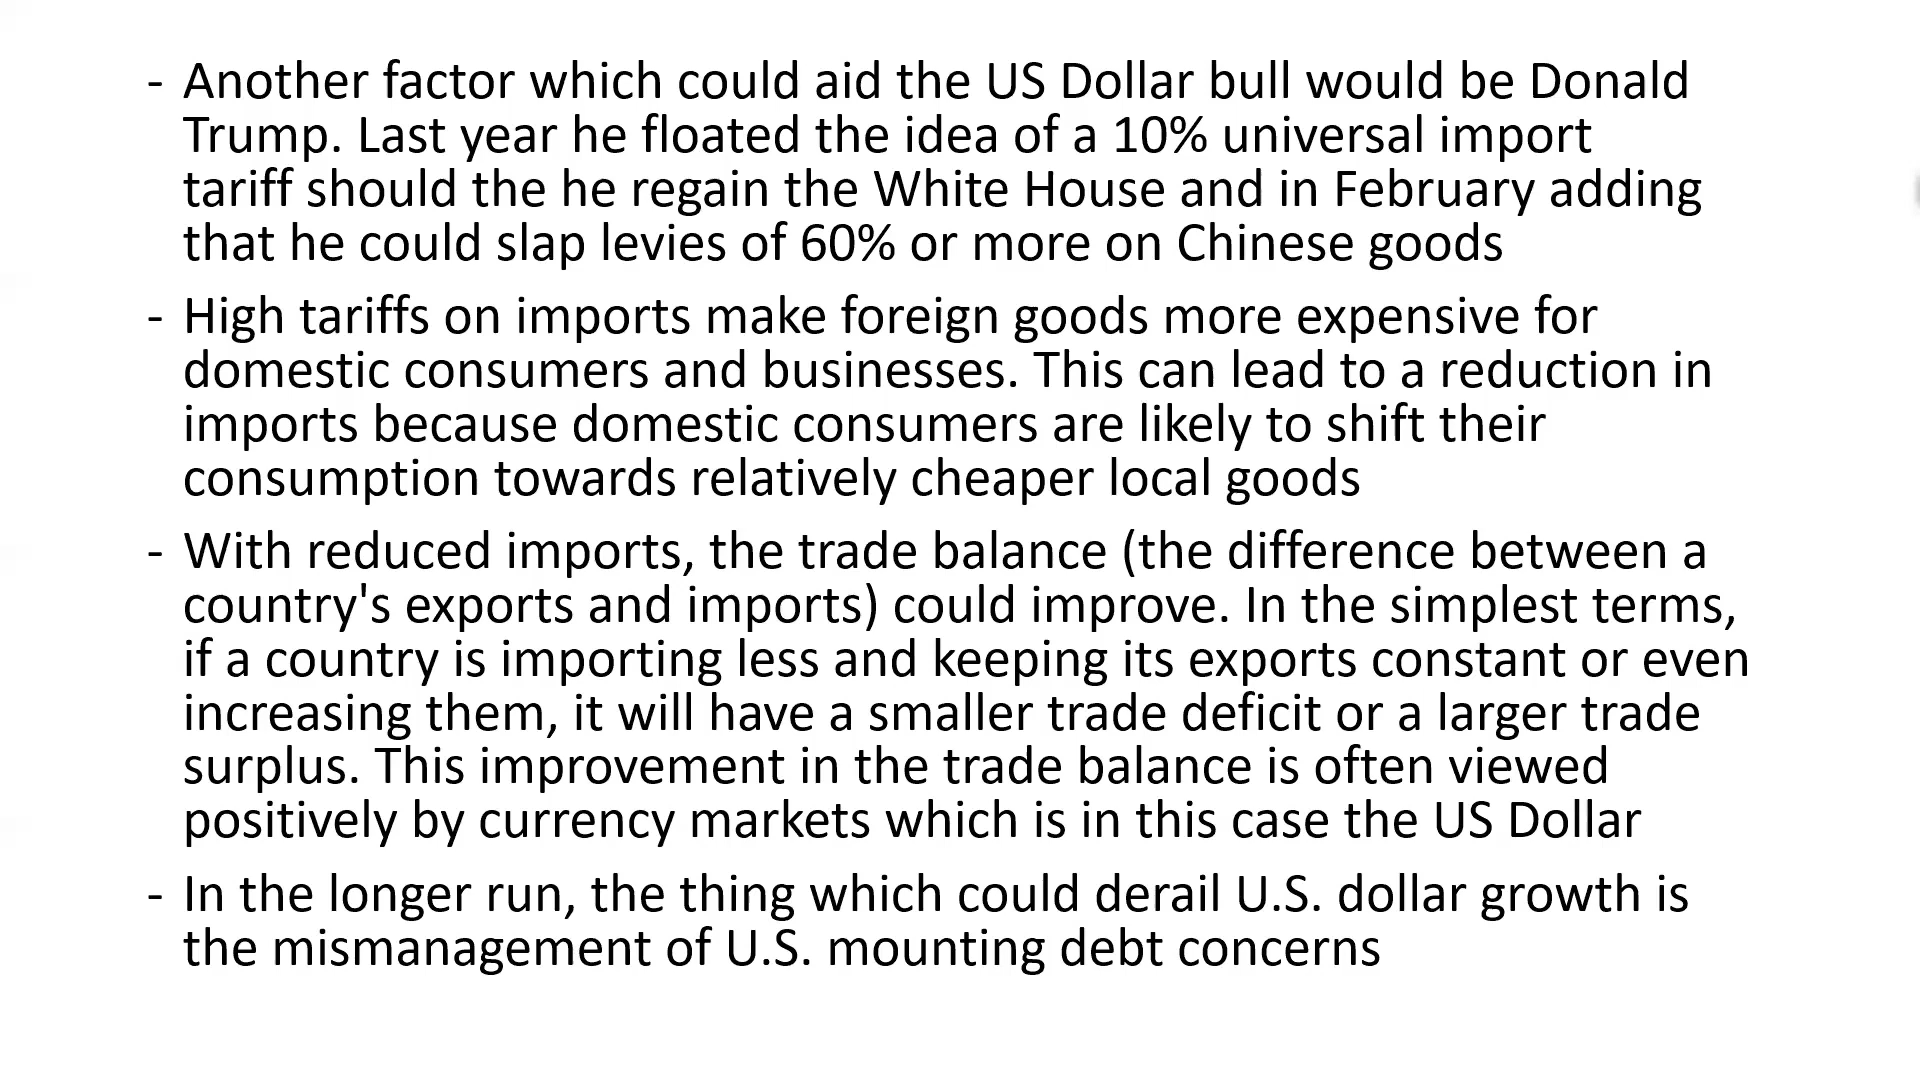 - Another factor which could aid the US Dollar bull would be Donald
Trump. Last year he floated the idea of a 10% universal import
tariff should the he regain the White House and in February adding
that he could slap levies of 60% or more on Chinese goods
- High tariffs on imports make foreign goods more expensive for
domestic consumers and businesses. This can lead to a reduction in
imports because domestic consumers are likely to shift their
consumption towards relatively cheaper local goods
- With reduced imports, the trade balance (the difference between a
country's exports and imports) could improve. In the simplest terms,
if a country is importing less and keeping its exports constant or even
increasing them, it will have a smaller trade deficit or a larger trade
surplus. This improvement in the trade balance is often viewed
positively by currency markets which is in this case the US Dollar
- In the longer run, the thing which could derail U.S. dollar growth is
the mismanagement of U.S. mounting debt concerns